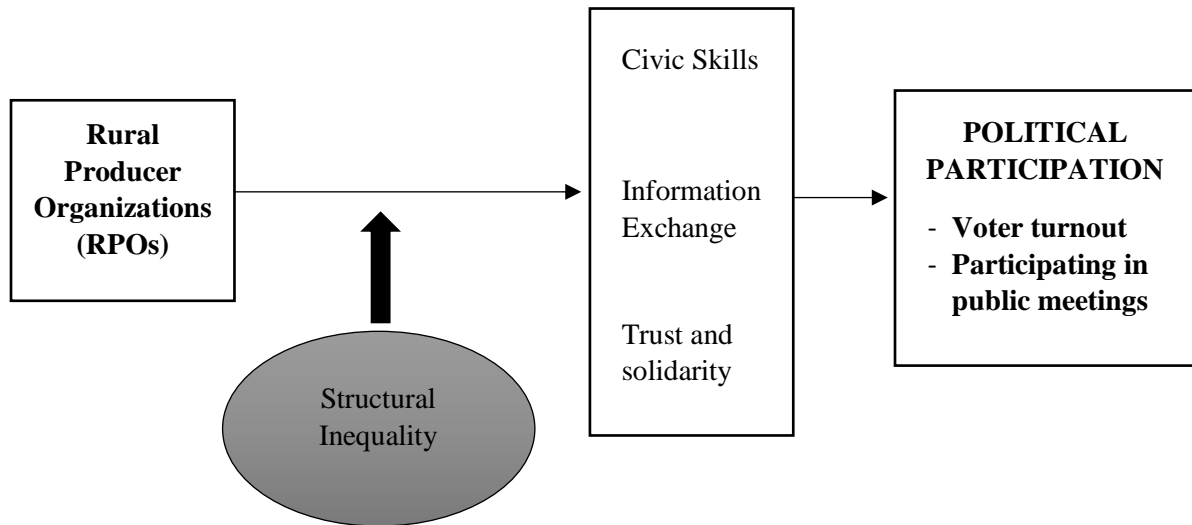 Rural
Producer
Organizations
(RPOs)
Structural
Inequality
Civic Skills
Information
Exchange
Trust and
solidarity
POLITICAL
PARTICIPATION
- Voter turnout
- Participating in
public meetings